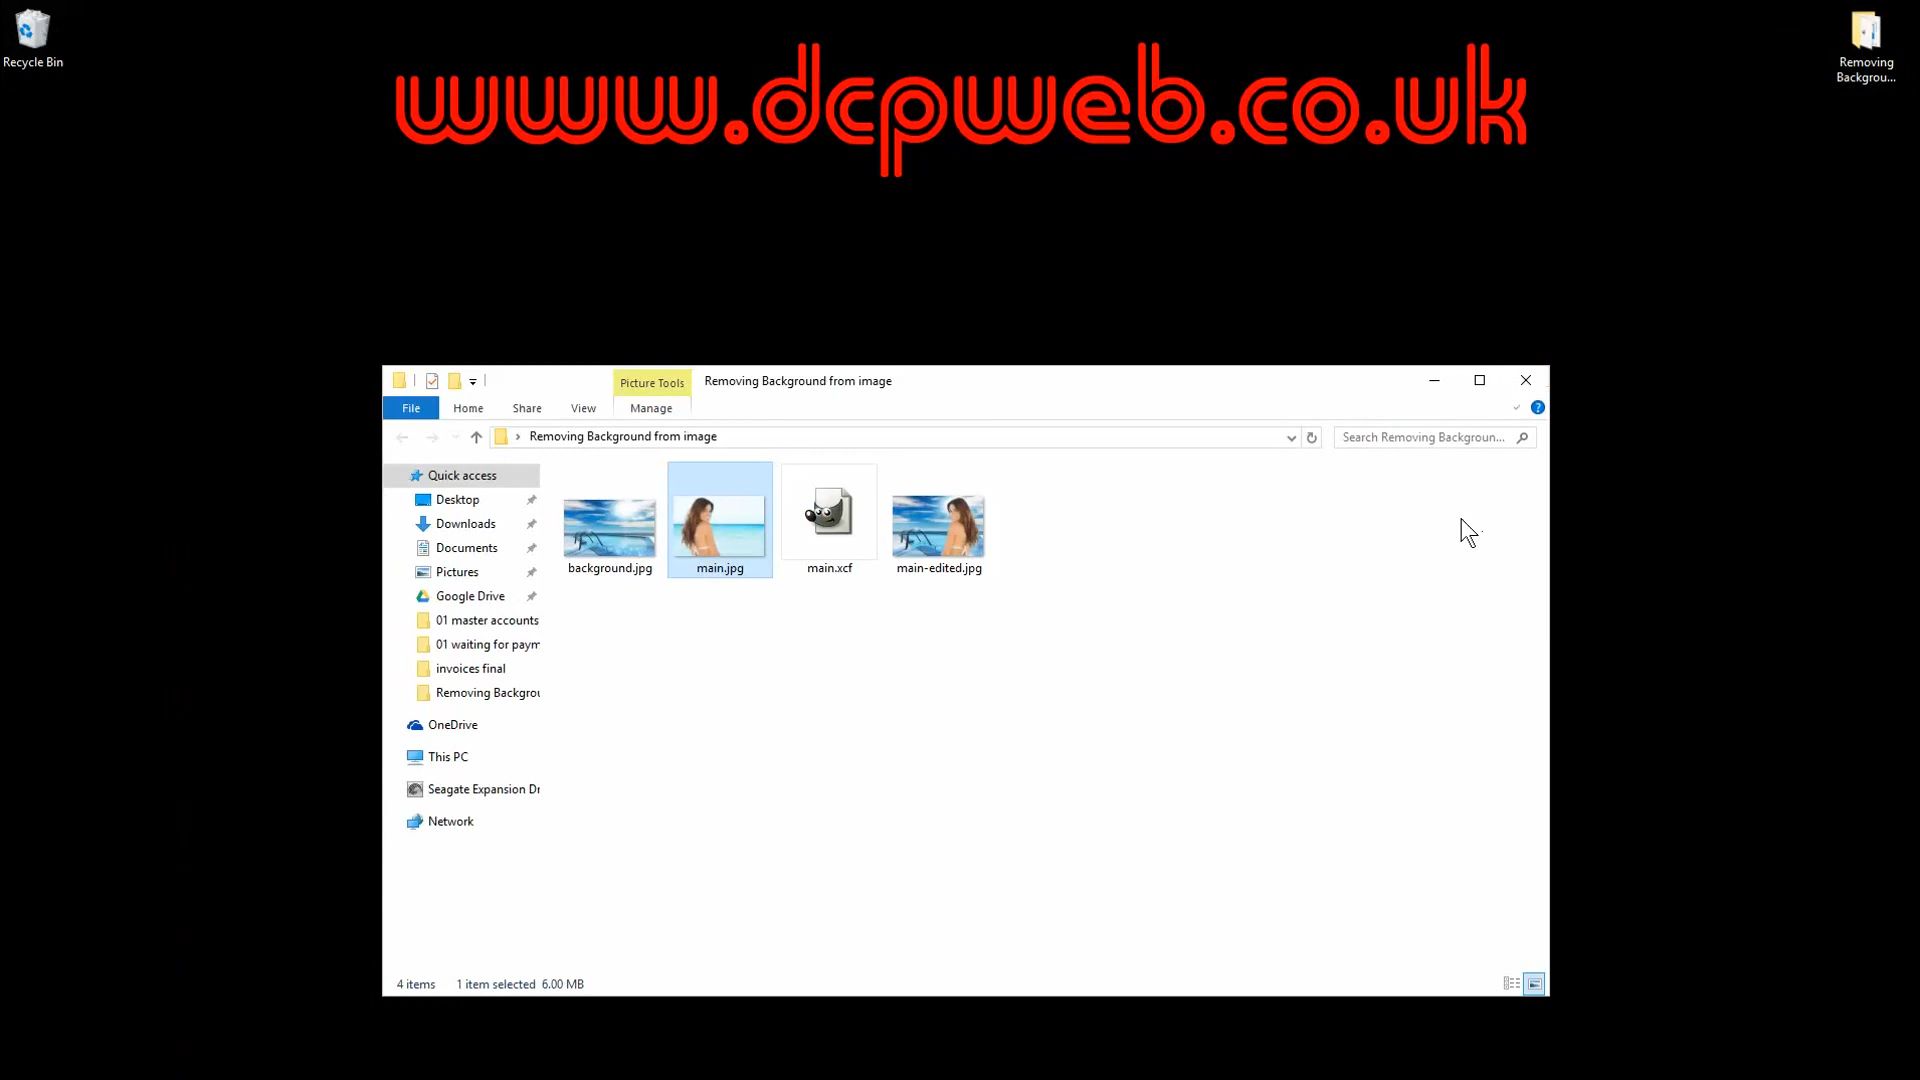 www.dcpweb.co.uk
Recycle Bin
Removing
Backgrou...
Picture Tools
Removing Background from image
File
Home
Share
View
Manage
Removing Background from image
Search Removing Backgroun...
Quick access
Desktop
Downloads
Documents
Pictures
Google Drive
01 master accounts
01 waiting for paym
invoices final
Removing Backgrou
OneDrive
This PC
Seagate Expansion Dr
Network
background.jpg
main.jpg
main.xcf
main-edited.jpg
4 items
1 item selected 6.00 MB